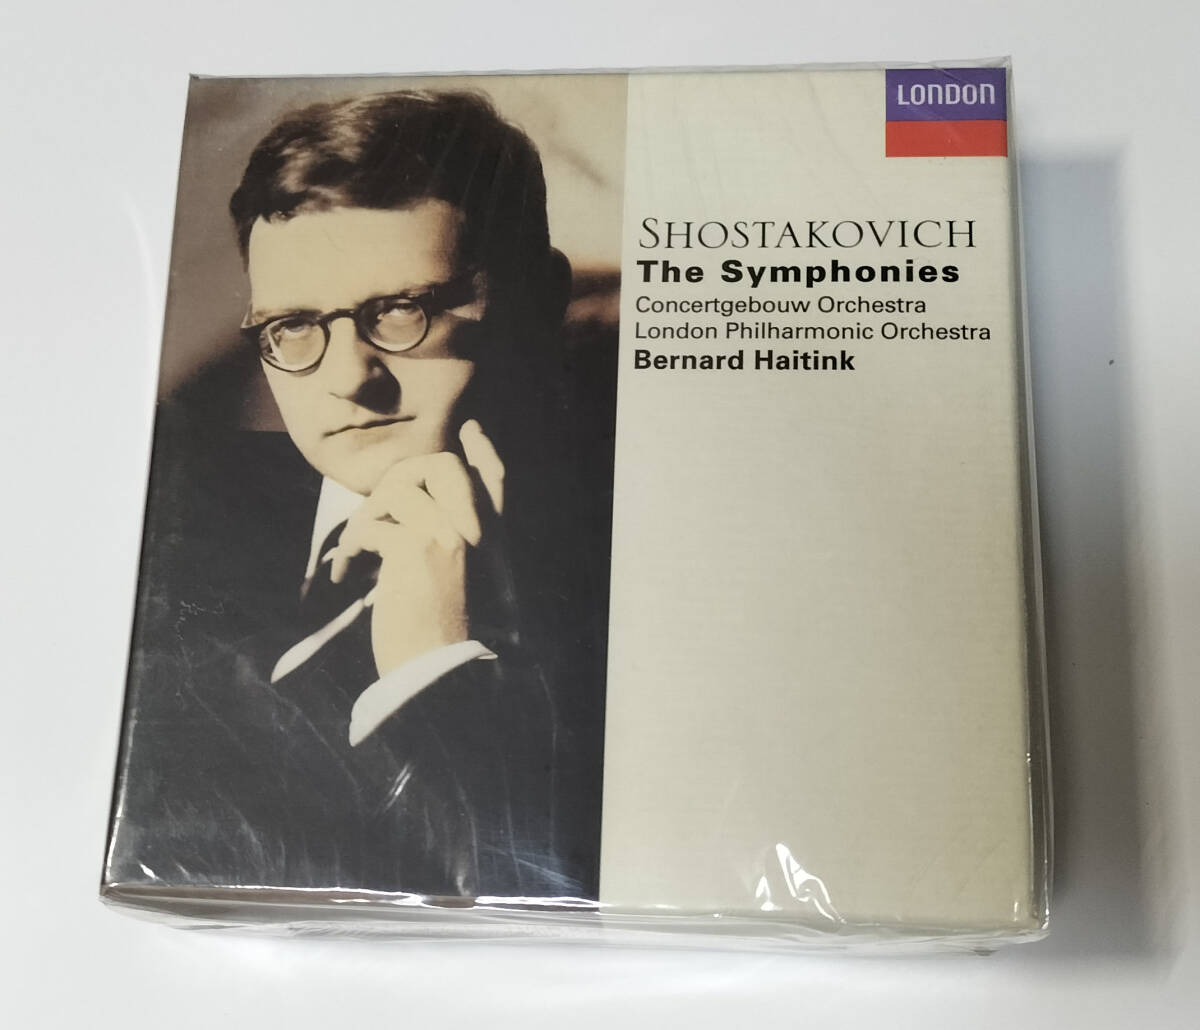 LONDON
SHOSTAKOVICH
The Symphonies
Concertgebouw Orchestra
London Philharmonic Orchestra
Bernard Haitink